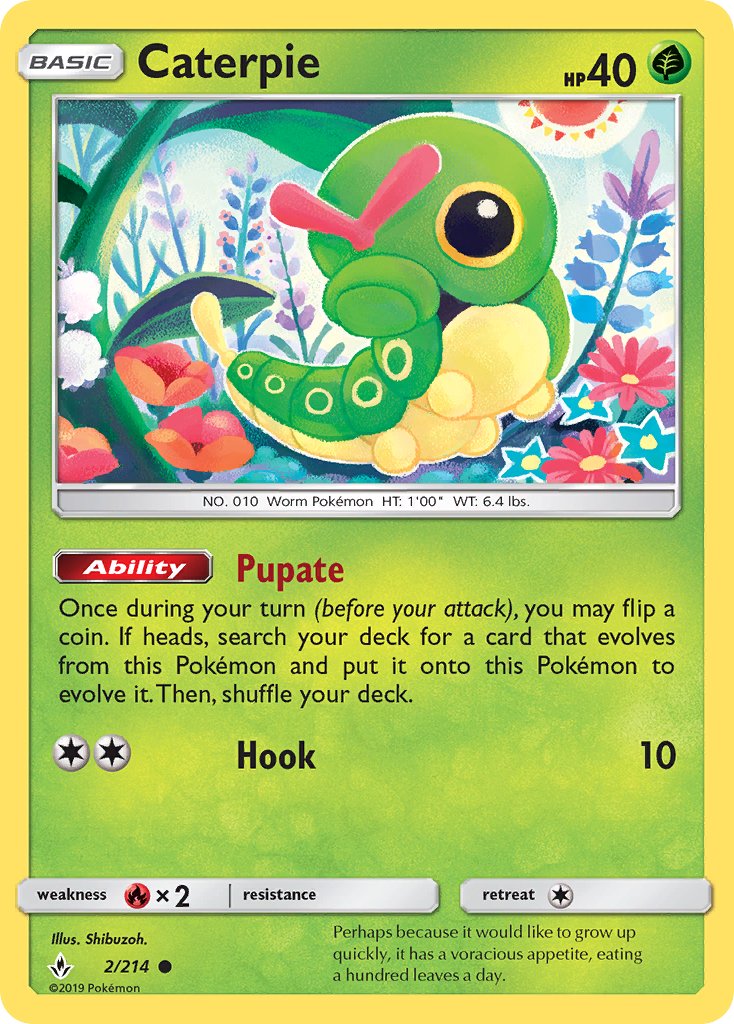 BASIC Caterpie HP40
NO. 010 Worm Pokémon HT: 1'00" WT: 6.4 lbs.
Ability Pupate
Once during your turn (before your attack), you may flip a
coin. If heads, search your deck for a card that evolves
from this Pokémon and put it onto this Pokémon to
evolve it. Then, shuffle your deck.
Hook 10
weakness × 2 resistance retreat
Illus. Shibuzoh.
2/214
©2019 Pokémon
Perhaps because it would like to grow up
quickly, it has a voracious appetite, eating
a hundred leaves a day.